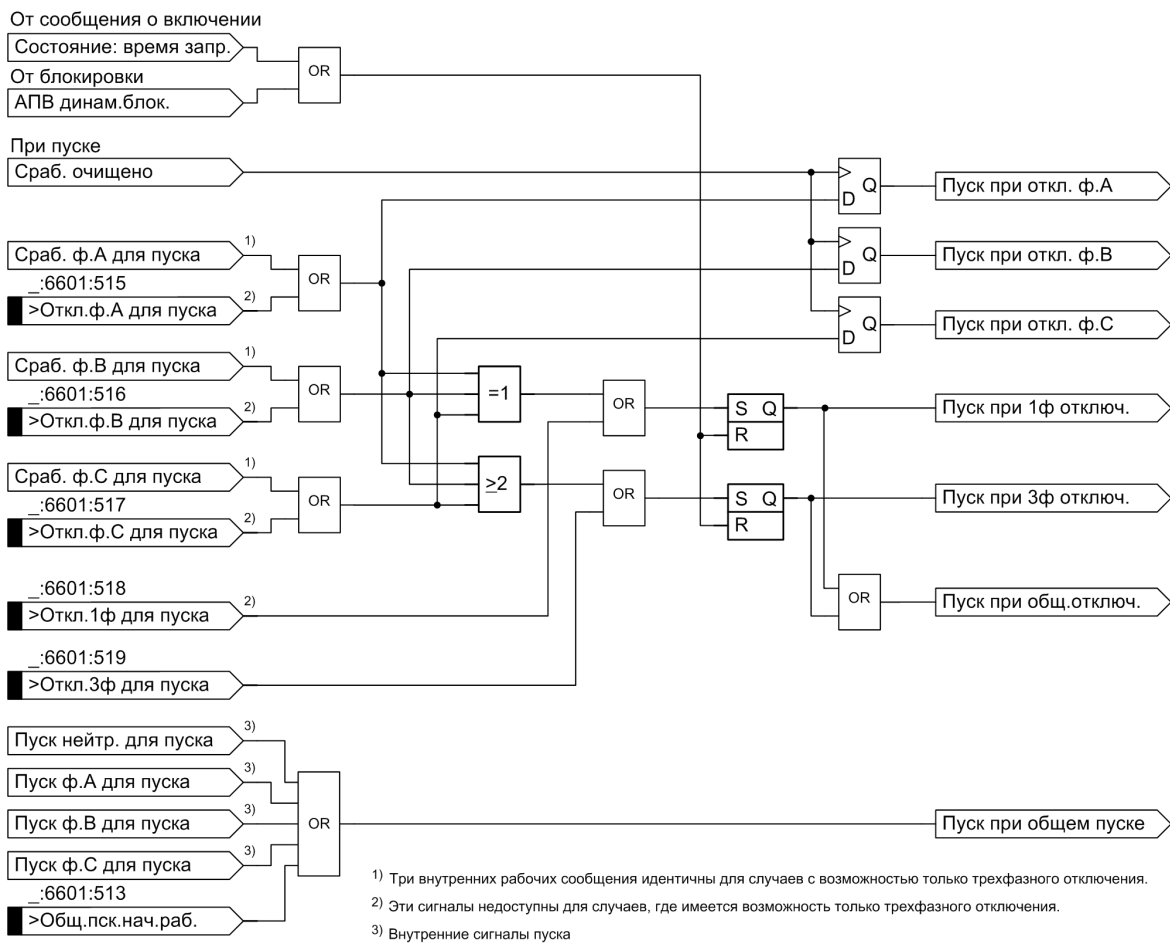 От сообщения о включении
Состояние: время запр.
OR
От блокировки
АПВ динам.блок.
При пуске
Сраб. очищено
> Q
D
Пуск при откл. ф.А
Сраб. ф.А для пуска
1)
_:6601:515
>Откл.ф.А для пуска
2)
OR
> Q
D
Пуск при откл. ф.В
> Q
D
Пуск при откл. ф.С
Сраб. ф.В для пуска
1)
_:6601:516
>Откл.ф.В для пуска
2)
OR
=1
OR
S Q
R
Пуск при 1ф отключ.
Сраб. ф.С для пуска
1)
_:6601:517
>Откл.ф.С для пуска
2)
OR
≥2
OR
S Q
R
Пуск при 3ф отключ.
_:6601:518
>Откл.1ф для пуска
2)
OR
Пуск при общ.отключ.
_:6601:519
>Откл.3ф для пуска
Пуск нейтр. для пуска
3)
Пуск ф.А для пуска
3)
Пуск ф.В для пуска
3)
OR
Пуск при общем пуске
Пуск ф.С для пуска
3)
_:6601:513
>Общ.пск.нач.раб.
1) Три внутренних рабочих сообщения идентичны для случаев с возможностью только трехфазного отключения.
2) Эти сигналы недоступны для случаев, где имеется возможность только трехфазного отключения.
3) Внутренние сигналы пуска